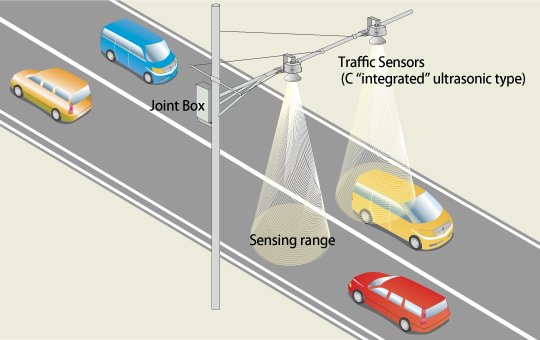 Traffic Sensors
(C “integrated” ultrasonic type)
Joint Box
Sensing range